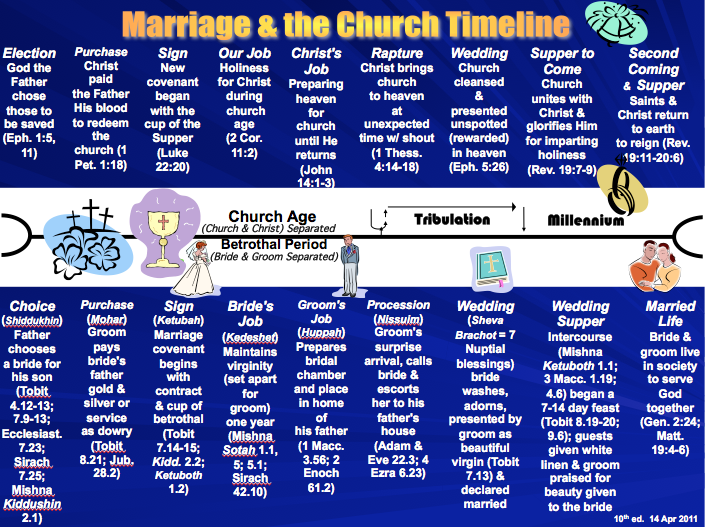 Marriage & the Church Timeline
Election
God the
Father
chose
those to
be saved
(Eph. 1:5,
11)
Purchase
Christ
paid
the Father
His blood
to redeem
the
church (1
Pet. 1:18)
Sign
New
covenant
began
with the
cup of the
Supper
(Luke
22:20)
Our Job
Holiness
for Christ
during
church
age
(2 Cor.
11:2)
Christ's
Job
Preparing
heaven
for
church
until He
returns
(John
14:1-3)
Rapture
Christ brings
church
to heaven
at
unexpected
time w/ shout
(1 Thess.
4:14-18)
Wedding
Church
cleansed
&
presented
unspotted
(rewarded)
in heaven
(Eph. 5:26)
Supper to
Come
Church
unites with
Christ &
glorifies Him
for imparting
holiness
(Rev. 19:7-9)
Second
Coming
& Supper
Saints &
Christ return
to earth
to reign (Rev.
19:11-20:6)
Church Age
(Church & Christ) Separated
Betrothal Period
(Bride & Groom Separated)
Tribulation
Millennium
Choice
(Shiddukhin)
Father
chooses
a bride for
his son
(Tobit
4.12-13;
7.9-13;
Ecclesiast.
7.23;
Sirach
7.25;
Mishna
Kiddushin
2.1)
Purchase
(Mohar)
Groom
pays
bride's
father
gold &
silver or
service
as dowry
(Tobit
8.21; Jub.
28.2)
Sign
(Ketubah)
Marriage
covenant
begins
with
contract
& cup of
betrothal
(Tobit
7.14-15;
Kidd. 2.2;
Ketuboth
1.2)
Bride's
Job
(Kedeshet)
Maintains
virginity
(set apart
for
groom)
one year
(Mishna
Sotah 1.1,
5; 5.1;
Sirach
42.10)
Groom's
Job
(Huppah)
Prepares
bridal
chamber
and place
in home
of
his father
(1 Macc.
3.56; 2
Enoch
61.2)
Procession
(Nissuim)
Groom's
surprise
arrival, calls
bride &
escorts
her to his
father's
house
(Adam &
Eve 22.3; 4
Ezra 6.23)
Wedding
(Sheva
Brachot = 7
Nuptial
blessings)
bride
washes,
adorns,
presented by
groom as
beautiful
virgin (Tobit
7.13) &
declared
married
Wedding
Supper
Intercourse
(Mishna
Ketuboth 1.1;
3 Macc. 1.19;
4.6) began a
7-14 day feast
(Tobit 8.19-20;
9.6); guests
given white
linen & groom
praised for
beauty given
to the bride
Married
Life
Bride &
groom live
in society
to serve
God
together
(Gen. 2:24;
Matt.
19:4-6)
10th ed. 14 Apr 2011